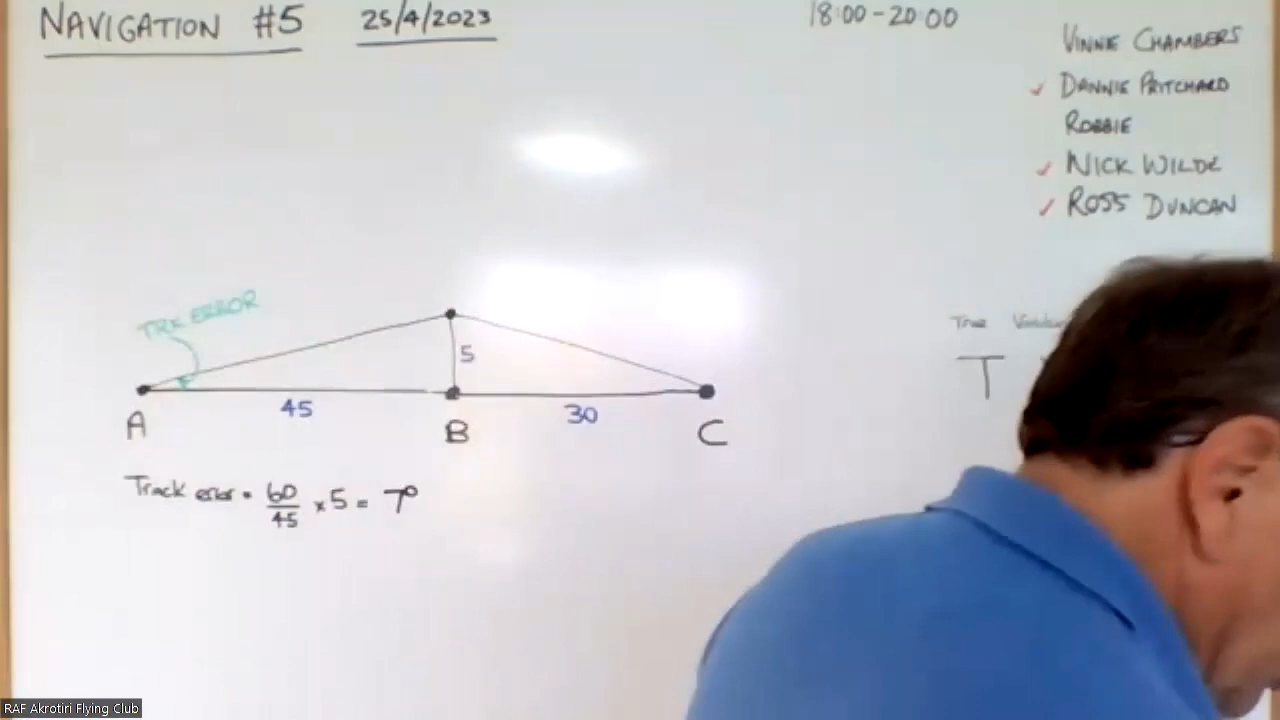 NAVIGATION #5 25/4/2023 18:00-20:00
VINNIE CHAMBERS
✓ DANNIE PRITCHARD
ROBBIE
✓ NICK WILDE
✓ ROSS DUNCAN
TRK ERROR
True
T
5
A 45 B 30 C
Track error = 60/45 × 5 = 7°
RAF Akrotiri Flying Club